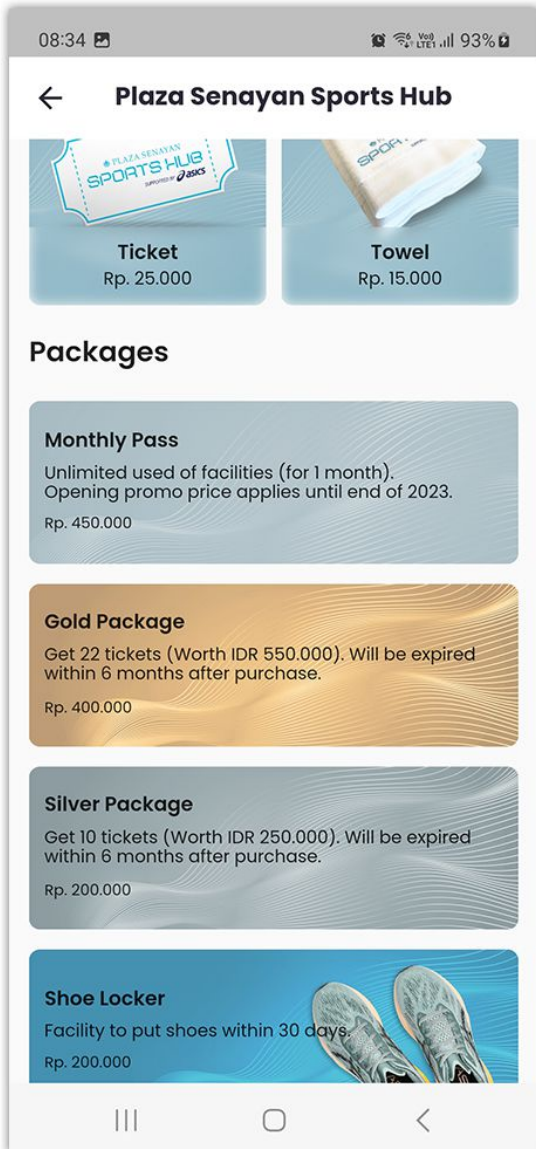 08:34
Vo)) LTE1 93%
Plaza Senayan Sports Hub
PLAZA SENAYAN
SPORTS HUB
SUPPORTED BY asics
SPOR
Ticket
Rp. 25.000
Towel
Rp. 15.000
Packages
Monthly Pass
Unlimited used of facilities (for 1 month).
Opening promo price applies until end of 2023.
Rp. 450.000
Gold Package
Get 22 tickets (Worth IDR 550.000). Will be expired
within 6 months after purchase.
Rp. 400.000
Silver Package
Get 10 tickets (Worth IDR 250.000). Will be expired
within 6 months after purchase.
Rp. 200.000
Shoe Locker
Facility to put shoes within 30 days.
Rp. 200.000